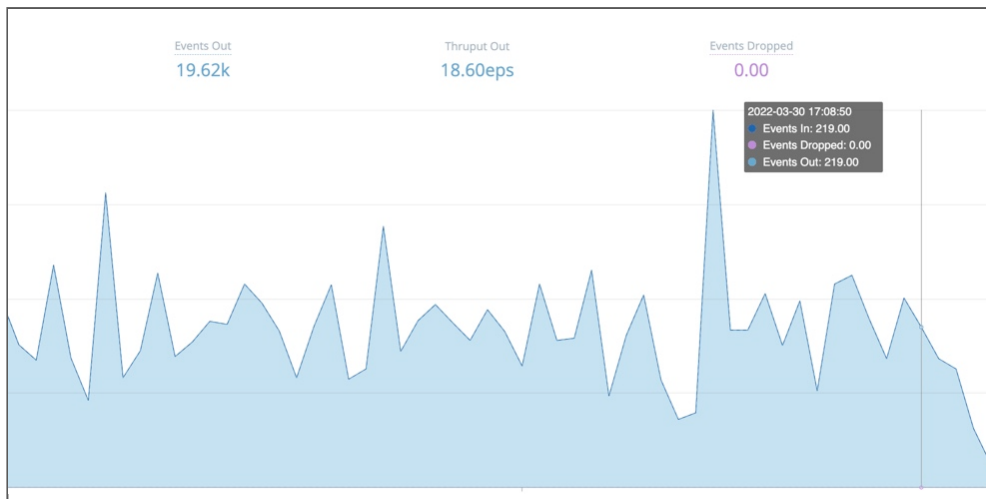 Events Out
19.62k
Thruput Out
18.60eps
Events Dropped
0.00
2022-03-30 17:08:50
Events In: 219.00
Events Dropped: 0.00
Events Out: 219.00